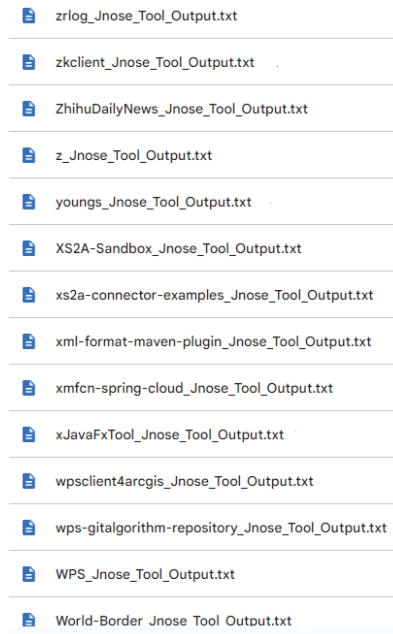 zrlog_Jnose_Tool_Output.txt
zkclient_Jnose_Tool_Output.txt
ZhihuDailyNews_Jnose_Tool_Output.txt
z_Jnose_Tool_Output.txt
youngs_Jnose_Tool_Output.txt
XS2A-Sandbox_Jnose_Tool_Output.txt
xs2a-connector-examples_Jnose_Tool_Output.txt
xml-format-maven-plugin_Jnose_Tool_Output.txt
xmfcn-spring-cloud_Jnose_Tool_Output.txt
xJavaFxTool_Jnose_Tool_Output.txt
wpsclient4arcgis_Jnose_Tool_Output.txt
wps-gitalgorithm-repository_Jnose_Tool_Output.txt
WPS_Jnose_Tool_Output.txt
World-Border_Jnose_Tool_Output.txt